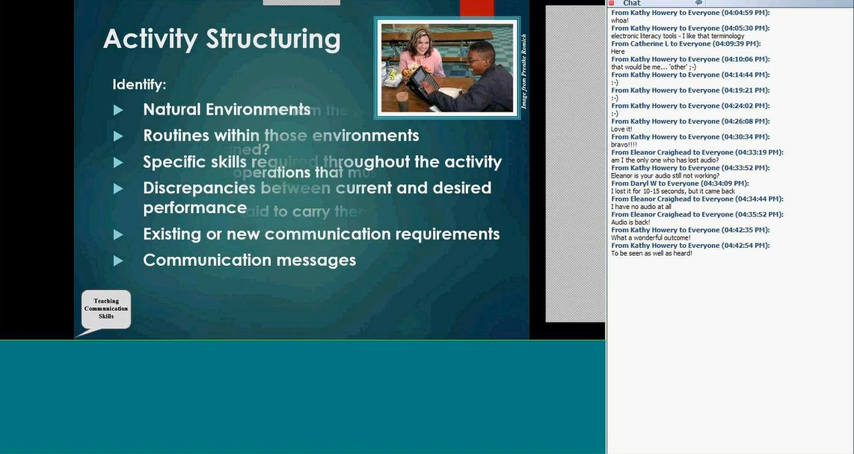 Activity Structuring
Image from Prentke Romich
Identify:
Natural Environments
Routines within those environments
Specific skills required throughout the activity
Discrepancies between current and desired
performance
Existing or new communication requirements
Communication messages
Teaching
Communication
Skills
Chat
From Kathy Howery to Everyone (04:04:59 PM):
whoa!
From Kathy Howery to Everyone (04:05:30 PM):
electronic literacy tools - I like that terminology
From Catherine L to Everyone (04:09:39 PM):
Here
From Kathy Howery to Everyone (04:10:06 PM):
that would be me... 'other' ;-)
From Kathy Howery to Everyone (04:14:44 PM):
:-)
From Kathy Howery to Everyone (04:19:21 PM):
:-)
From Kathy Howery to Everyone (04:24:02 PM):
:-)
From Kathy Howery to Everyone (04:26:08 PM):
Love it!
From Kathy Howery to Everyone (04:30:34 PM):
bravo!!!!
From Eleanor Craighead to Everyone (04:33:19 PM):
am I the only one who has lost audio?
From Kathy Howery to Everyone (04:33:52 PM):
Eleanor is your audio still not working?
From Daryl W to Everyone (04:34:09 PM):
I lost it for 10-15 seconds, but it came back
From Eleanor Craighead to Everyone (04:34:44 PM):
I have no audio at all
From Eleanor Craighead to Everyone (04:35:52 PM):
Audio is back!
From Kathy Howery to Everyone (04:42:35 PM):
What a wonderful outcome!
From Kathy Howery to Everyone (04:42:54 PM):
To be seen as well as heard!